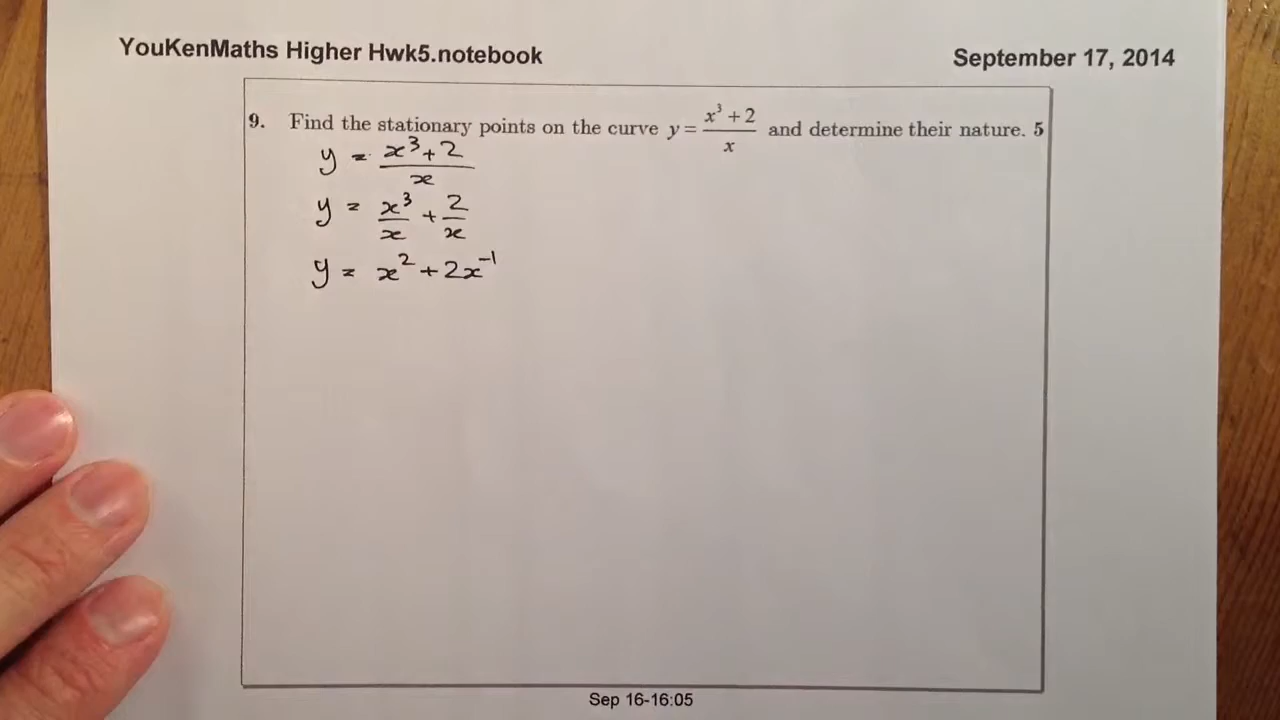 YouKenMaths Higher Hwk5.notebook
September 17, 2014
9. Find the stationary points on the curve y = (x³ + 2)/x and determine their nature. 5
y = (x³ + 2)/x
y = x³/x + 2/x
y = x² + 2x⁻¹
Sep 16-16:05